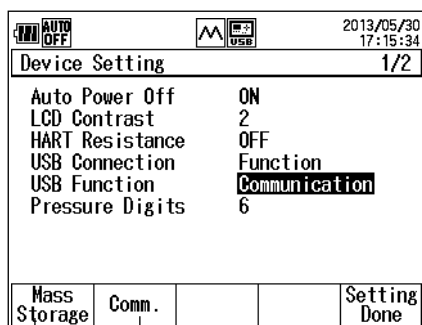 AUTO OFF USB 2013/05/30 17:15:34
Device Setting 1/2
Auto Power Off ON
LCD Contrast 2
HART Resistance OFF
USB Connection Function
USB Function Communication
Pressure Digits 6
Mass Storage Comm. Setting Done